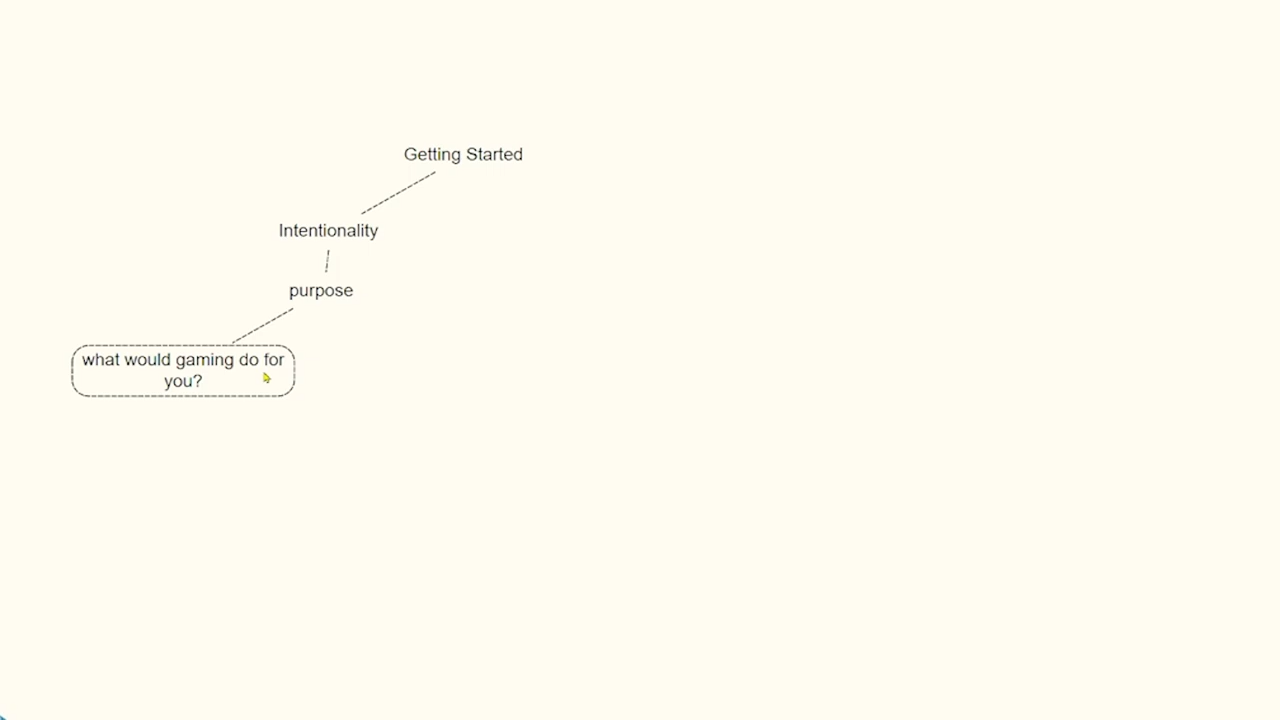 Getting Started
Intentionality
purpose
what would gaming do for
you?